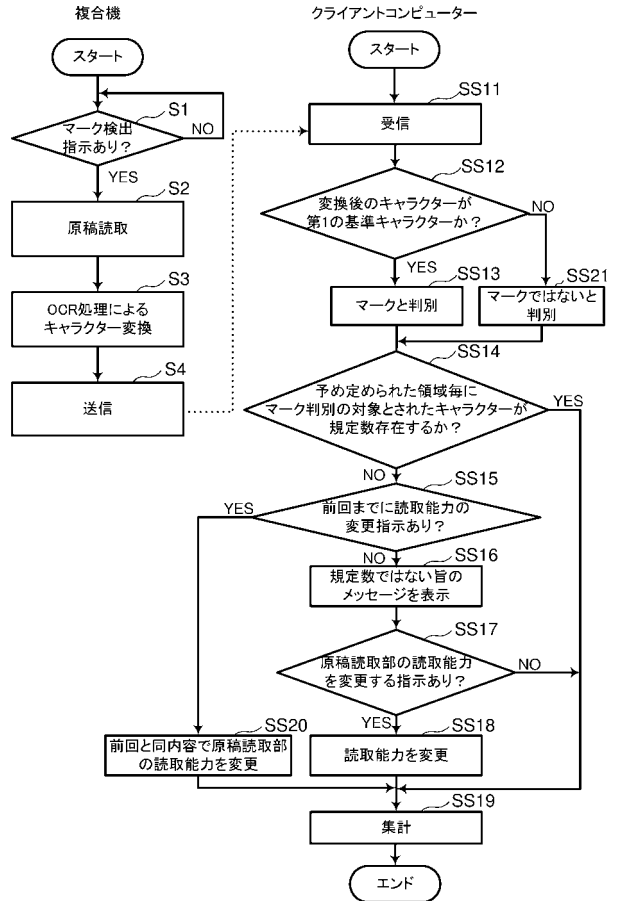 複合機
スタート
S1
マーク検出
指示あり?
NO
YES
S2
原稿読取
S3
OCR処理による
キャラクター変換
S4
送信
クライアントコンピューター
スタート
SS11
受信
SS12
変換後のキャラクターが
第1の基準キャラクターか?
NO
YES
SS13
マークと判別
SS21
マークではないと
判別
SS14
予め定められた領域毎に
マーク判別の対象とされたキャラクターが
規定数存在するか?
YES
NO
SS15
前回までに読取能力の
変更指示あり?
YES
NO
SS16
規定数ではない旨の
メッセージを表示
SS17
原稿読取部の読取能力
を変更する指示あり?
NO
YES
SS18
読取能力を変更
SS20
前回と同内容で原稿読取部
の読取能力を変更
SS19
集計
エンド